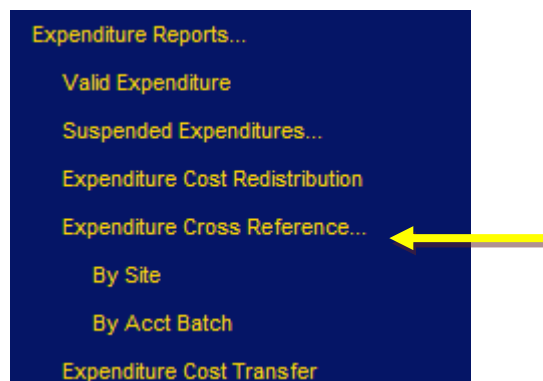 Expenditure Reports...
Valid Expenditure
Suspended Expenditures...
Expenditure Cost Redistribution
Expenditure Cross Reference...
By Site
By Acct Batch
Expenditure Cost Transfer